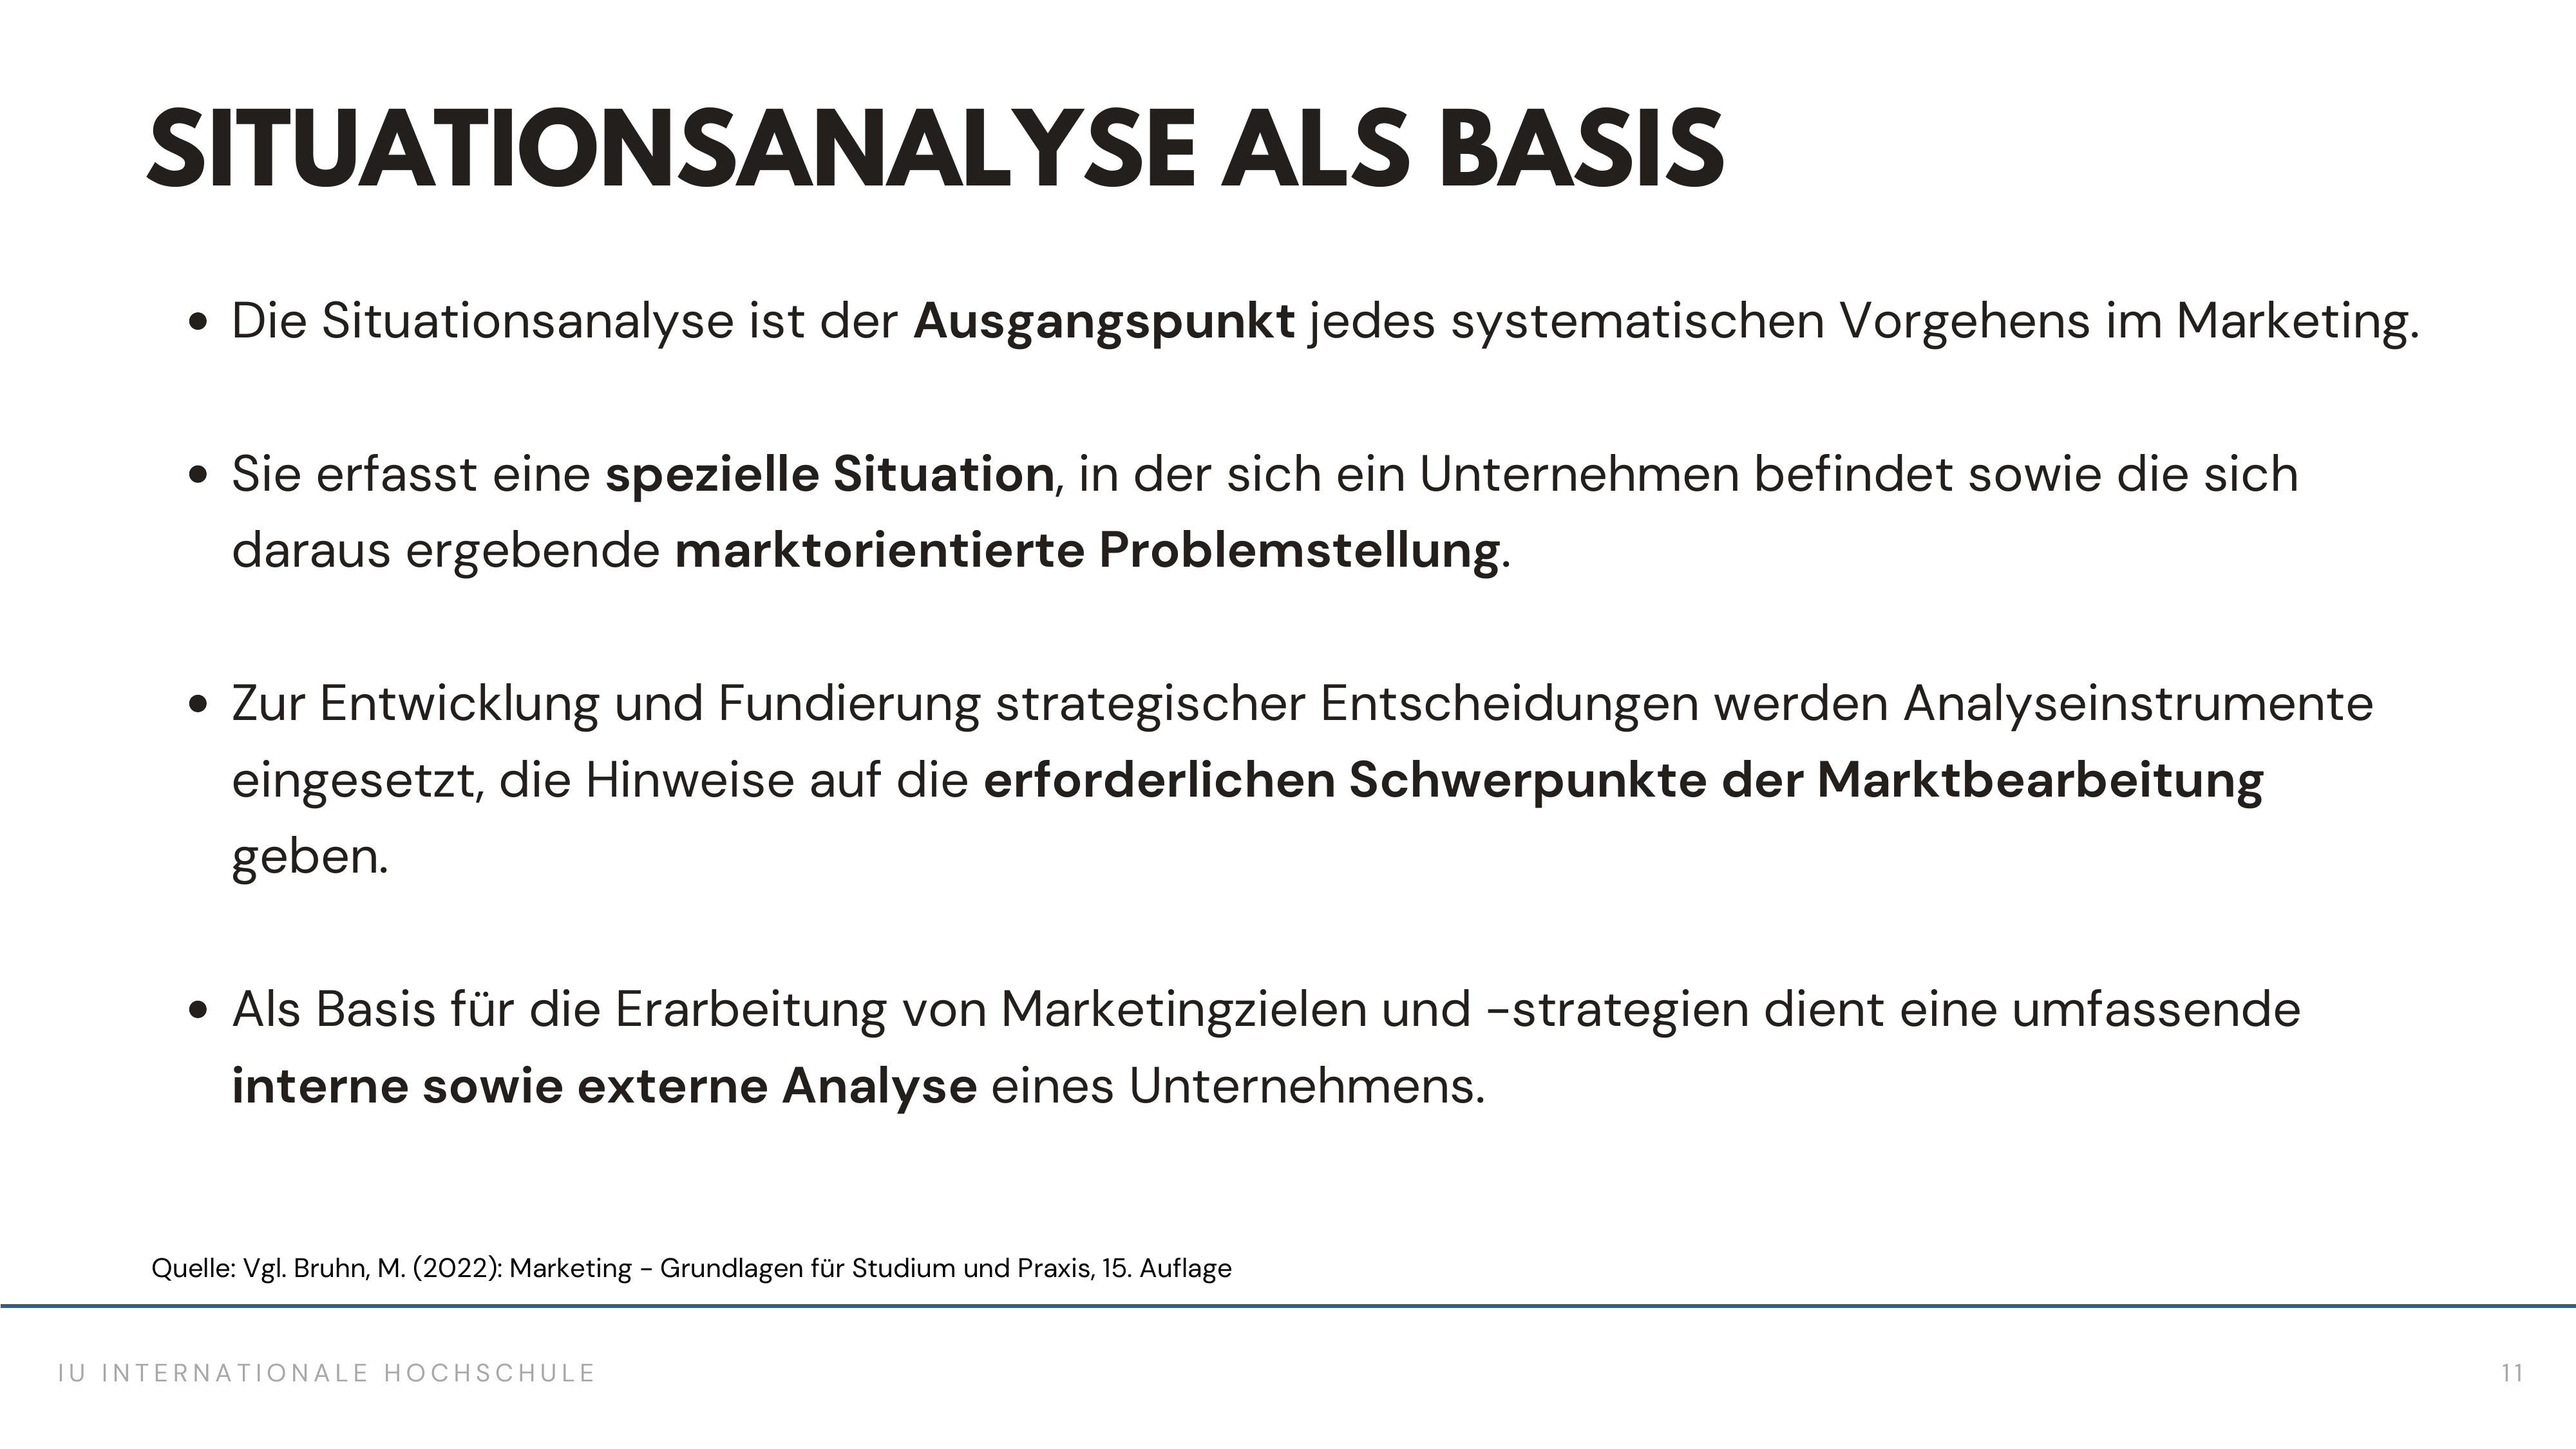 SITUATIONSANALYSE ALS BASIS
• Die Situationsanalyse ist der Ausgangspunkt jedes systematischen Vorgehens im Marketing.
• Sie erfasst eine spezielle Situation, in der sich ein Unternehmen befindet sowie die sich
daraus ergebende marktorientierte Problemstellung.
• Zur Entwicklung und Fundierung strategischer Entscheidungen werden Analyseinstrumente
eingesetzt, die Hinweise auf die erforderlichen Schwerpunkte der Marktbearbeitung
geben.
• Als Basis für die Erarbeitung von Marketingzielen und -strategien dient eine umfassende
interne sowie externe Analyse eines Unternehmens.
Quelle: Vgl. Bruhn, M. (2022): Marketing - Grundlagen für Studium und Praxis, 15. Auflage
IU INTERNATIONALE HOCHSCHULE
11